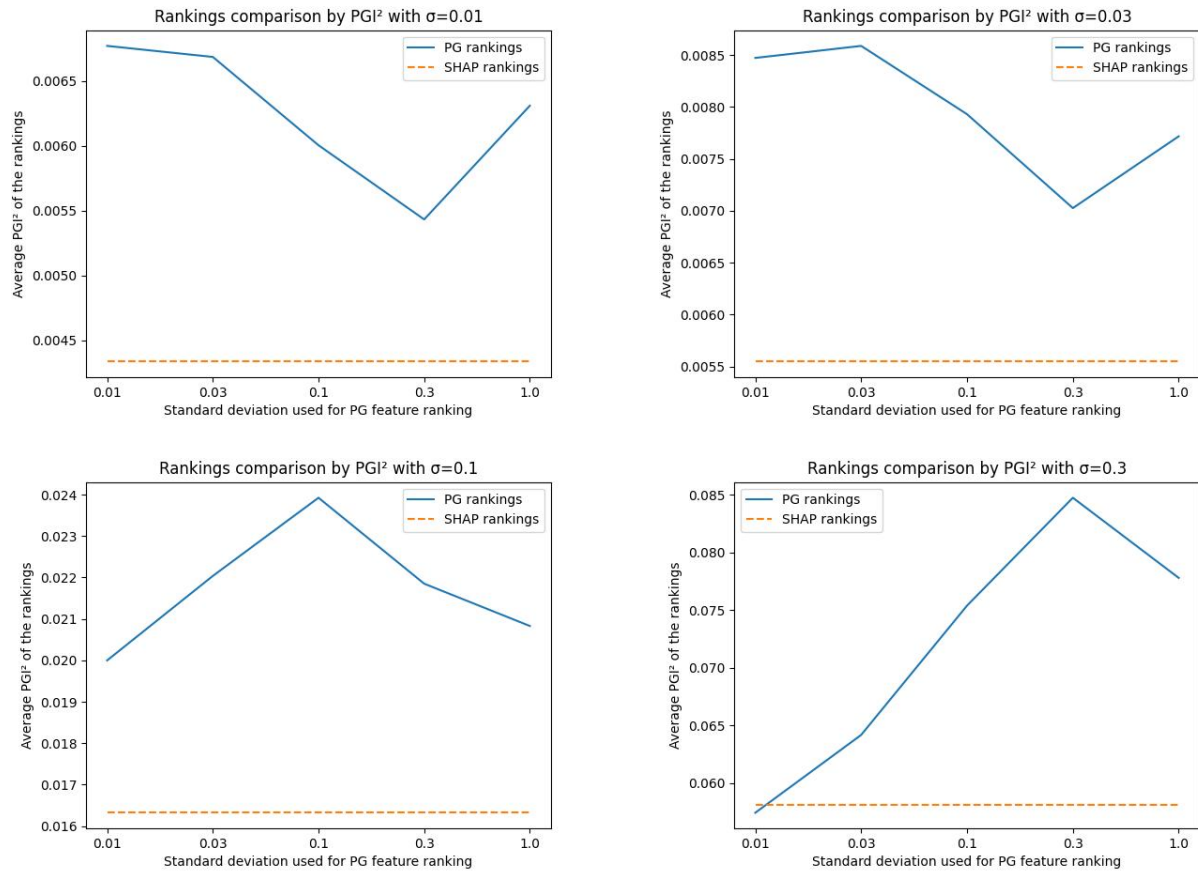 Rankings comparison by PGI² with σ=0.01
PG rankings
SHAP rankings
Average PGI² of the rankings
0.0065
0.0060
0.0055
0.0050
0.0045
0.01 0.03 0.1 0.3 1.0
Standard deviation used for PG feature ranking
Rankings comparison by PGI² with σ=0.03
PG rankings
SHAP rankings
Average PGI² of the rankings
0.0085
0.0080
0.0075
0.0070
0.0065
0.0060
0.0055
0.01 0.03 0.1 0.3 1.0
Standard deviation used for PG feature ranking
Rankings comparison by PGI² with σ=0.1
PG rankings
SHAP rankings
Average PGI² of the rankings
0.024
0.023
0.022
0.021
0.020
0.019
0.018
0.017
0.016
0.01 0.03 0.1 0.3 1.0
Standard deviation used for PG feature ranking
Rankings comparison by PGI² with σ=0.3
PG rankings
SHAP rankings
Average PGI² of the rankings
0.085
0.080
0.075
0.070
0.065
0.060
0.01 0.03 0.1 0.3 1.0
Standard deviation used for PG feature ranking